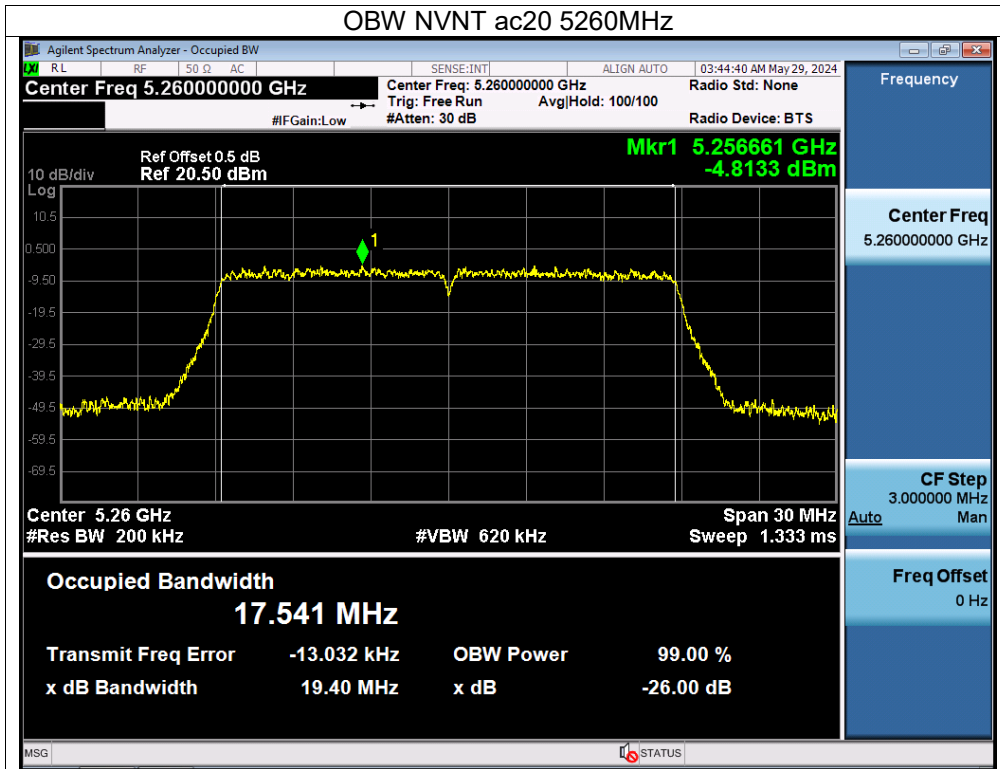 OBW NVNT ac20 5260MHz
Agilent Spectrum Analyzer - Occupied BW
LXI RL RF 50 Ω AC SENSE:INT ALIGN AUTO 03:44:40 AM May 29, 2024
Center Freq 5.260000000 GHz
Center Freq: 5.260000000 GHz
Radio Std: None
Trig: Free Run Avg|Hold: 100/100
#IFGain:Low #Atten: 30 dB Radio Device: BTS
Frequency
Mkr1 5.256661 GHz
-4.8133 dBm
Ref Offset 0.5 dB
10 dB/div Ref 20.50 dBm
Log
10.5
0.500
-9.50
-19.5
-29.5
-39.5
-49.5
-59.5
-69.5
1
Center 5.26 GHz Span 30 MHz
#Res BW 200 kHz #VBW 620 kHz Sweep 1.333 ms
Center Freq
5.260000000 GHz
CF Step
3.000000 MHz
Auto Man
Freq Offset
0 Hz
Occupied Bandwidth
17.541 MHz
Transmit Freq Error -13.032 kHz OBW Power 99.00 %
x dB Bandwidth 19.40 MHz x dB -26.00 dB
MSG STATUS